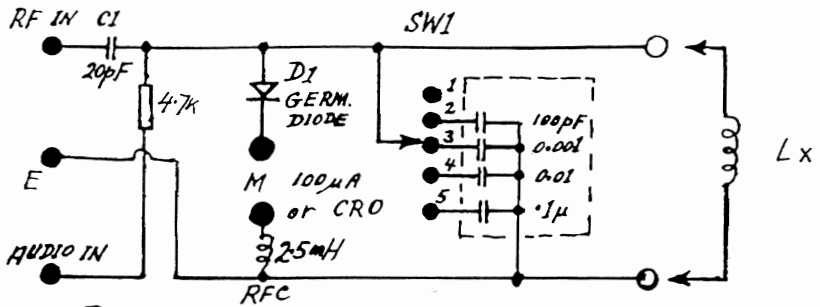 RF IN
C1
20pF
SW1
4.7K
D1
GERM.
DIODE
1
2
3
4
5
100pF
0.001
0.01
.1µ
Lx
E
M 100µA
or CRO
2.5mH
AUDIO IN
RFC